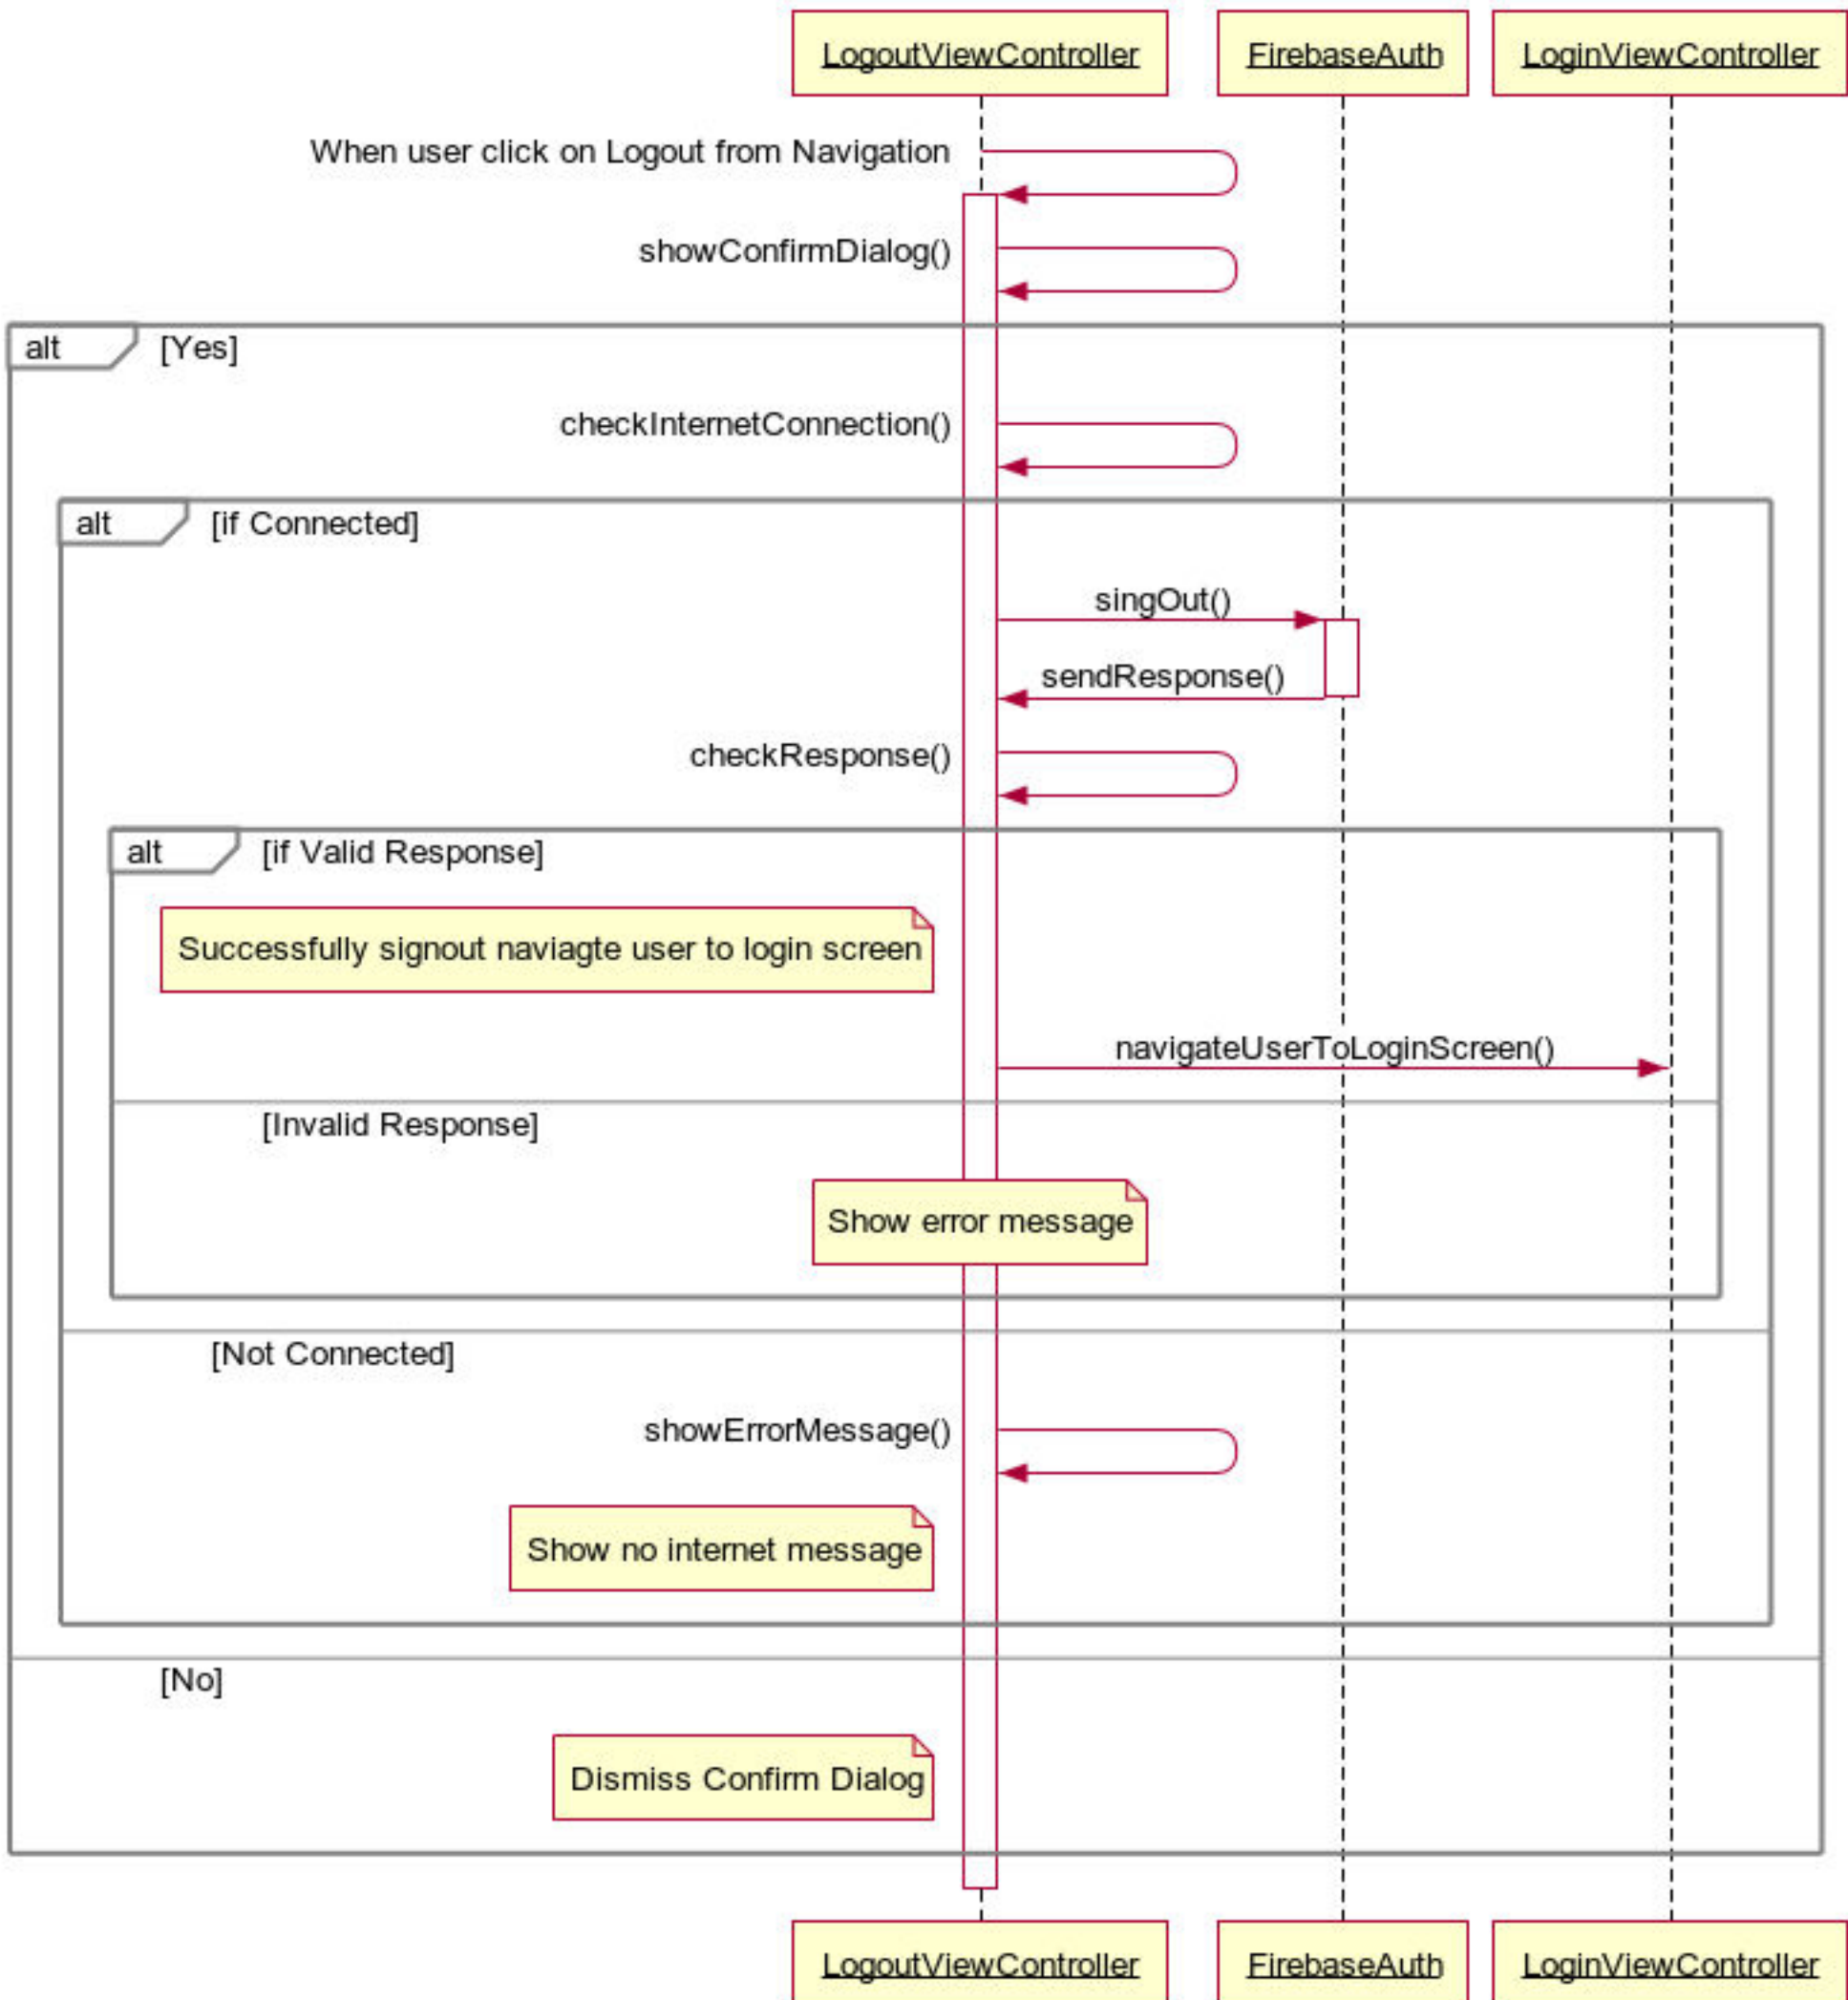 LogoutViewController
FirebaseAuth
LoginViewController
When user click on Logout from Navigation
showConfirmDialog()
alt [Yes]
checkInternetConnection()
alt [if Connected]
singOut()
sendResponse()
checkResponse()
alt [if Valid Response]
Successfully signout naviagte user to login screen
navigateUserToLoginScreen()
[Invalid Response]
Show error message
[Not Connected]
showErrorMessage()
Show no internet message
[No]
Dismiss Confirm Dialog
LogoutViewController
FirebaseAuth
LoginViewController